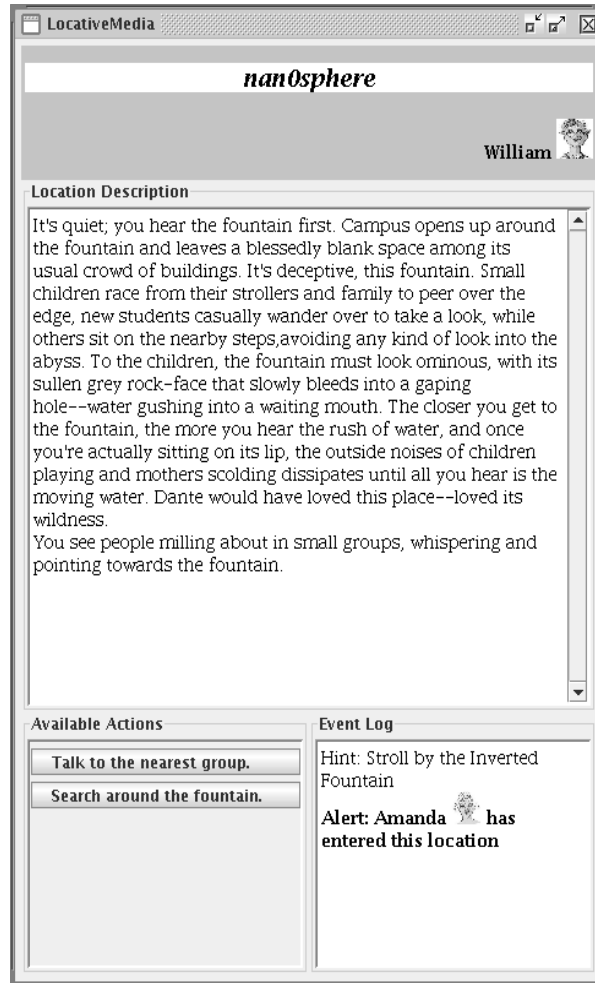 LocativeMedia
nan0sphere
William
Location Description
It's quiet; you hear the fountain first. Campus opens up around
the fountain and leaves a blessedly blank space among its
usual crowd of buildings. It's deceptive, this fountain. Small
children race from their strollers and family to peer over the
edge, new students casually wander over to take a look, while
others sit on the nearby steps,avoiding any kind of look into the
abyss. To the children, the fountain must look ominous, with its
sullen grey rock-face that slowly bleeds into a gaping
hole--water gushing into a waiting mouth. The closer you get to
the fountain, the more you hear the rush of water, and once
you're actually sitting on its lip, the outside noises of children
playing and mothers scolding dissipates until all you hear is the
moving water. Dante would have loved this place--loved its
wildness.
You see people milling about in small groups, whispering and
pointing towards the fountain.
Available Actions
Talk to the nearest group.
Search around the fountain.
Event Log
Hint: Stroll by the Inverted
Fountain
Alert: Amanda has
entered this location